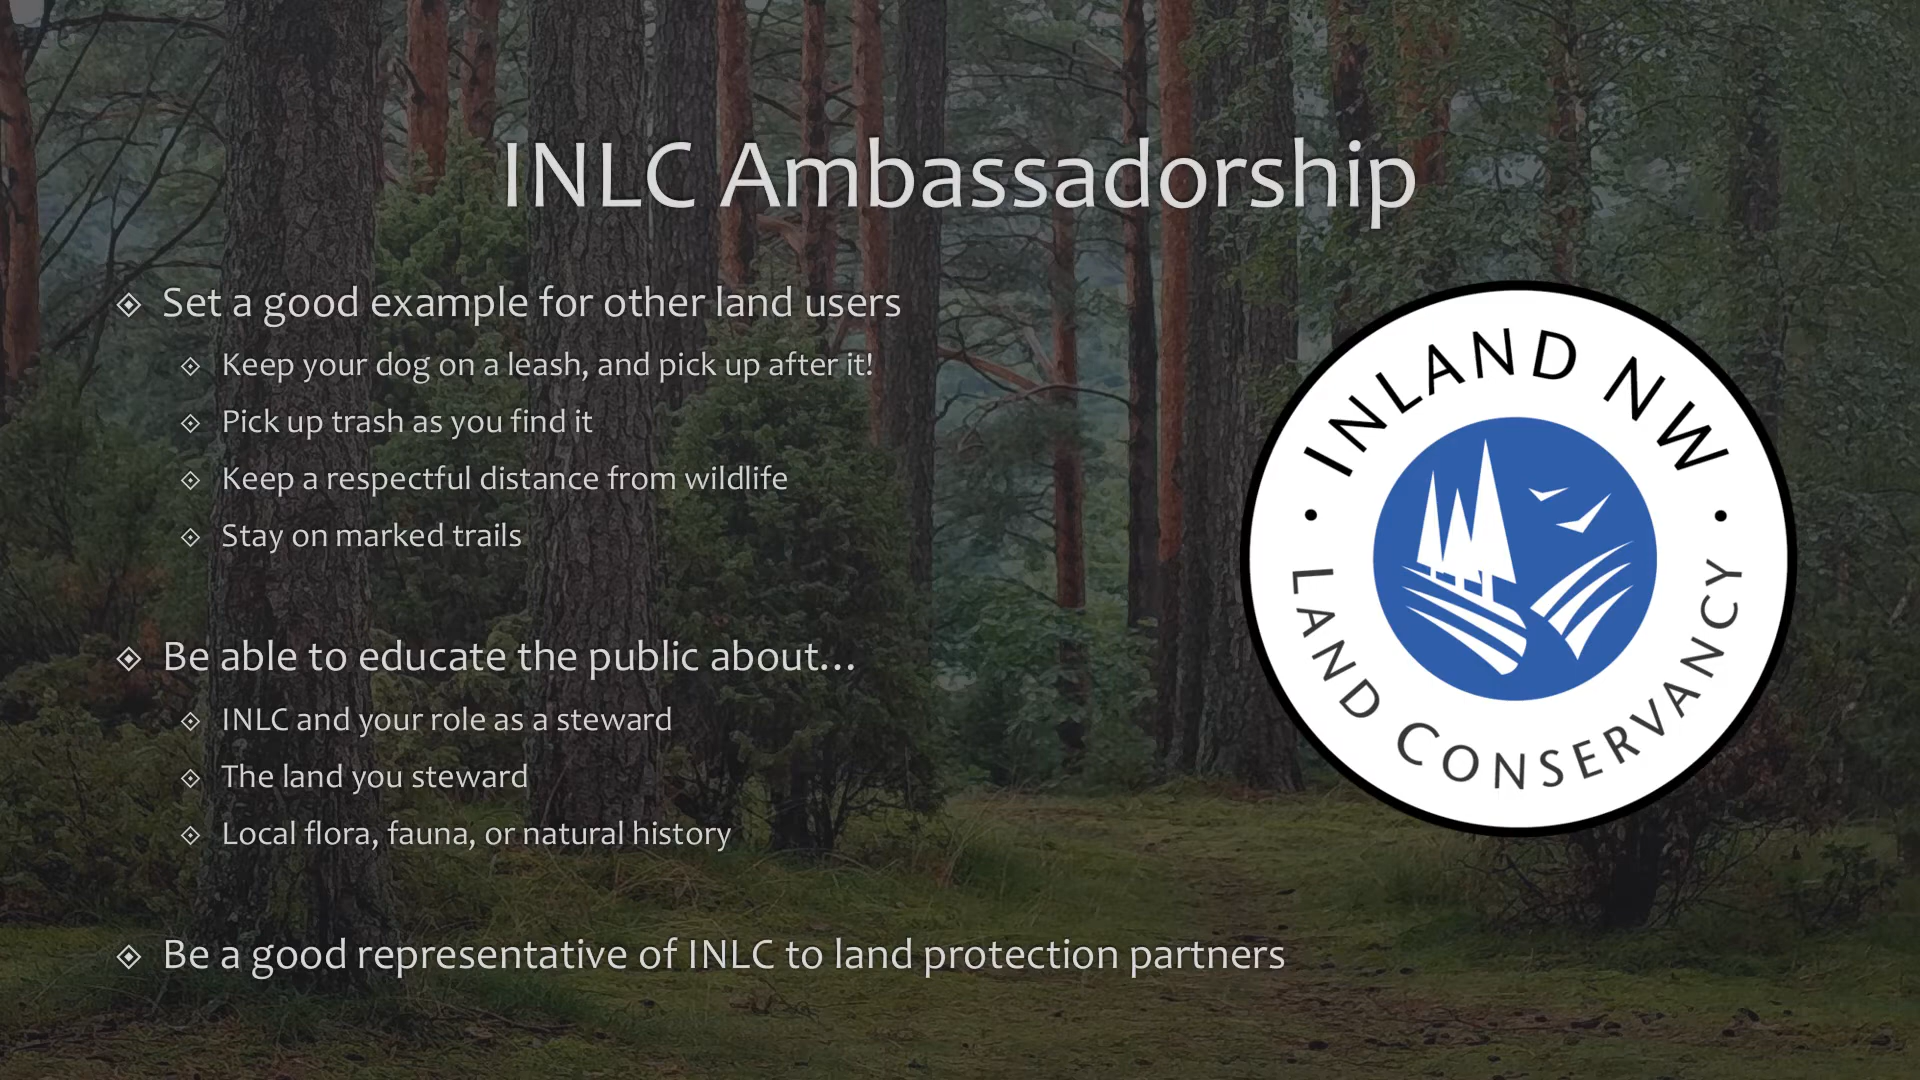 INLC Ambassadorship
Set a good example for other land users
Keep your dog on a leash, and pick up after it!
Pick up trash as you find it
Keep a respectful distance from wildlife
Stay on marked trails
Be able to educate the public about…
INLC and your role as a steward
The land you steward
Local flora, fauna, or natural history
Be a good representative of INLC to land protection partners
INLAND NW
LAND CONSERVANCY